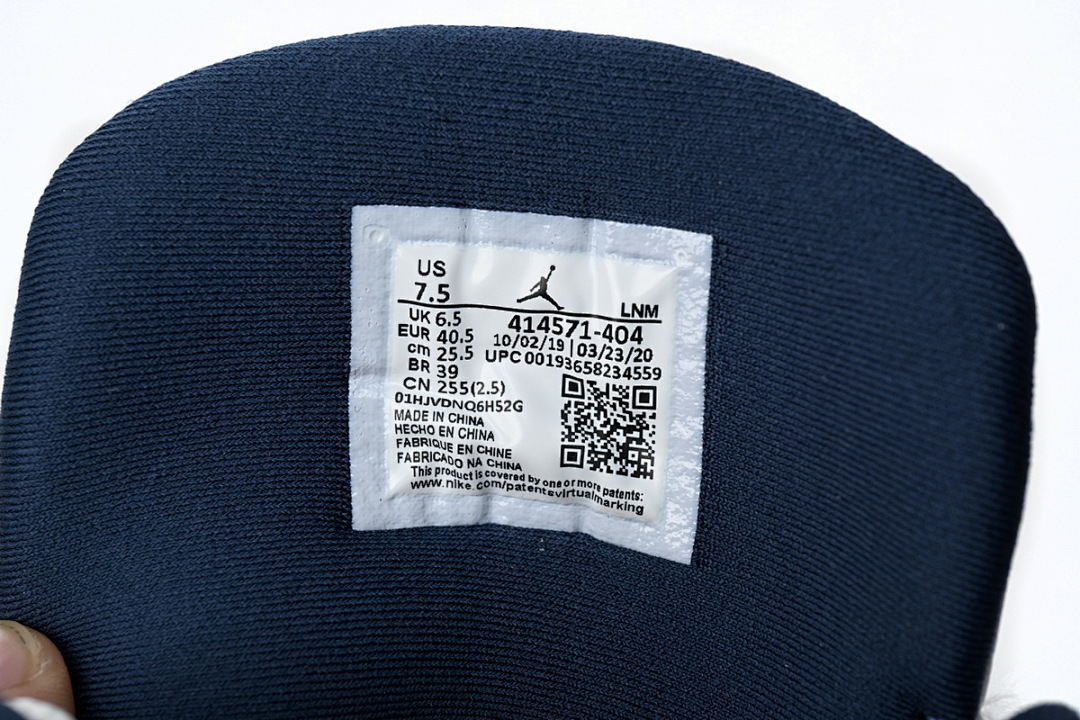 US
7.5
LNM
UK 6.5
414571-404
EUR 40.5
10/02/19 | 03/23/20
cm 25.5
UPC 00193658234559
BR 39
CN 255(2.5)
01HJVDNQ6H52G
MADE IN CHINA
HECHO EN CHINA
FABRIQUE EN CHINE
FABRICADO NA CHINA
This product is covered by one or more patents:
www.nike.com/patentsvirtualmarking